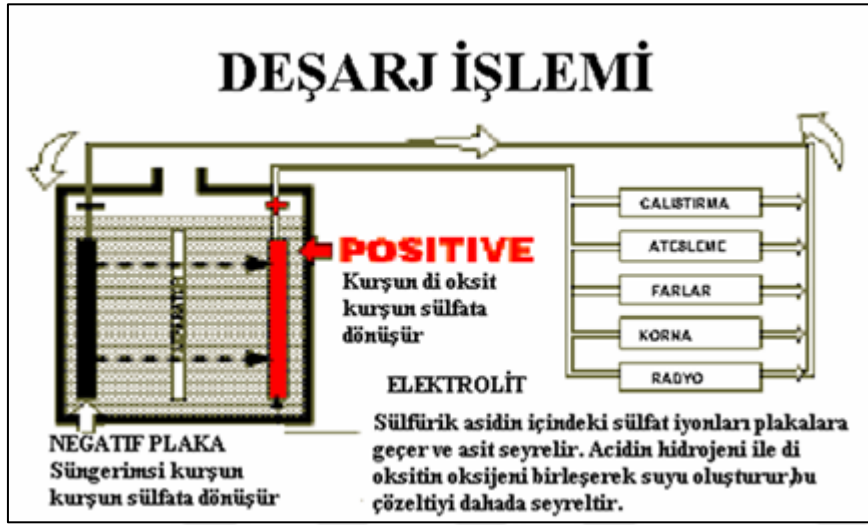 DEŞARJ İŞLEMİ
CALISTIRMA
ATESLEME
FARLAR
KORNA
RADYO
POSITIVE
Kurşun di oksit
kurşun sülfata
dönüşür
ELEKTROLİT
Sülfürik asidin içindeki sülfat iyonları plakalara
geçer ve asit seyrelir. Acidin hidrojeni ile di
oksitin oksijeni birleşerek suyu oluşturur,bu
çözeltiyi dahada seyreltir.
NEGATIF PLAKA
Süngerimsi kurşun
kurşun sülfata dönüşür